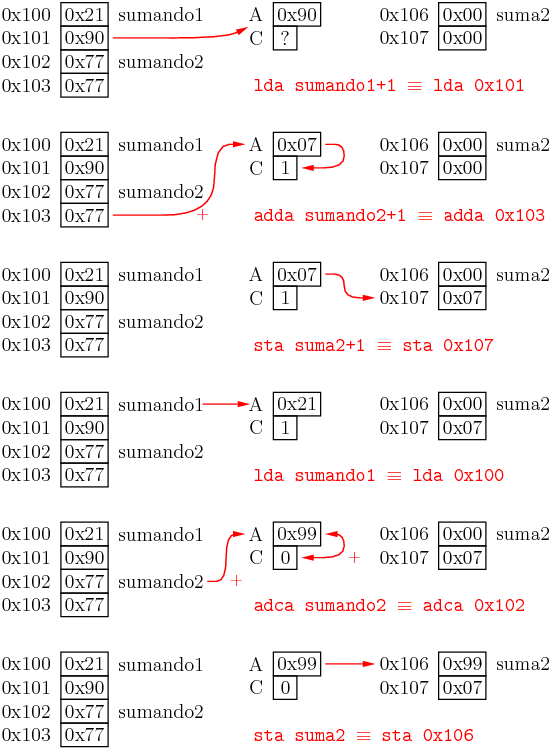 0x100 0x21 sumando1 A 0x90 0x106 0x00 suma2
0x101 0x90 C ? 0x107 0x00
0x102 0x77 sumando2
0x103 0x77 lda sumando1+1 ≡ lda 0x101
0x100 0x21 sumando1 A 0x07 0x106 0x00 suma2
0x101 0x90 C 1 0x107 0x00
0x102 0x77 sumando2
0x103 0x77 + adda sumando2+1 ≡ adda 0x103
0x100 0x21 sumando1 A 0x07 0x106 0x00 suma2
0x101 0x90 C 1 0x107 0x07
0x102 0x77 sumando2
0x103 0x77 sta suma2+1 ≡ sta 0x107
0x100 0x21 sumando1 A 0x21 0x106 0x00 suma2
0x101 0x90 C 1 0x107 0x07
0x102 0x77 sumando2
0x103 0x77 lda sumando1 ≡ lda 0x100
0x100 0x21 sumando1 A 0x99 0x106 0x00 suma2
0x101 0x90 C 0 + 0x107 0x07
0x102 0x77 sumando2 +
0x103 0x77 adca sumando2 ≡ adca 0x102
0x100 0x21 sumando1 A 0x99 0x106 0x99 suma2
0x101 0x90 C 0 0x107 0x07
0x102 0x77 sumando2
0x103 0x77 sta suma2 ≡ sta 0x106